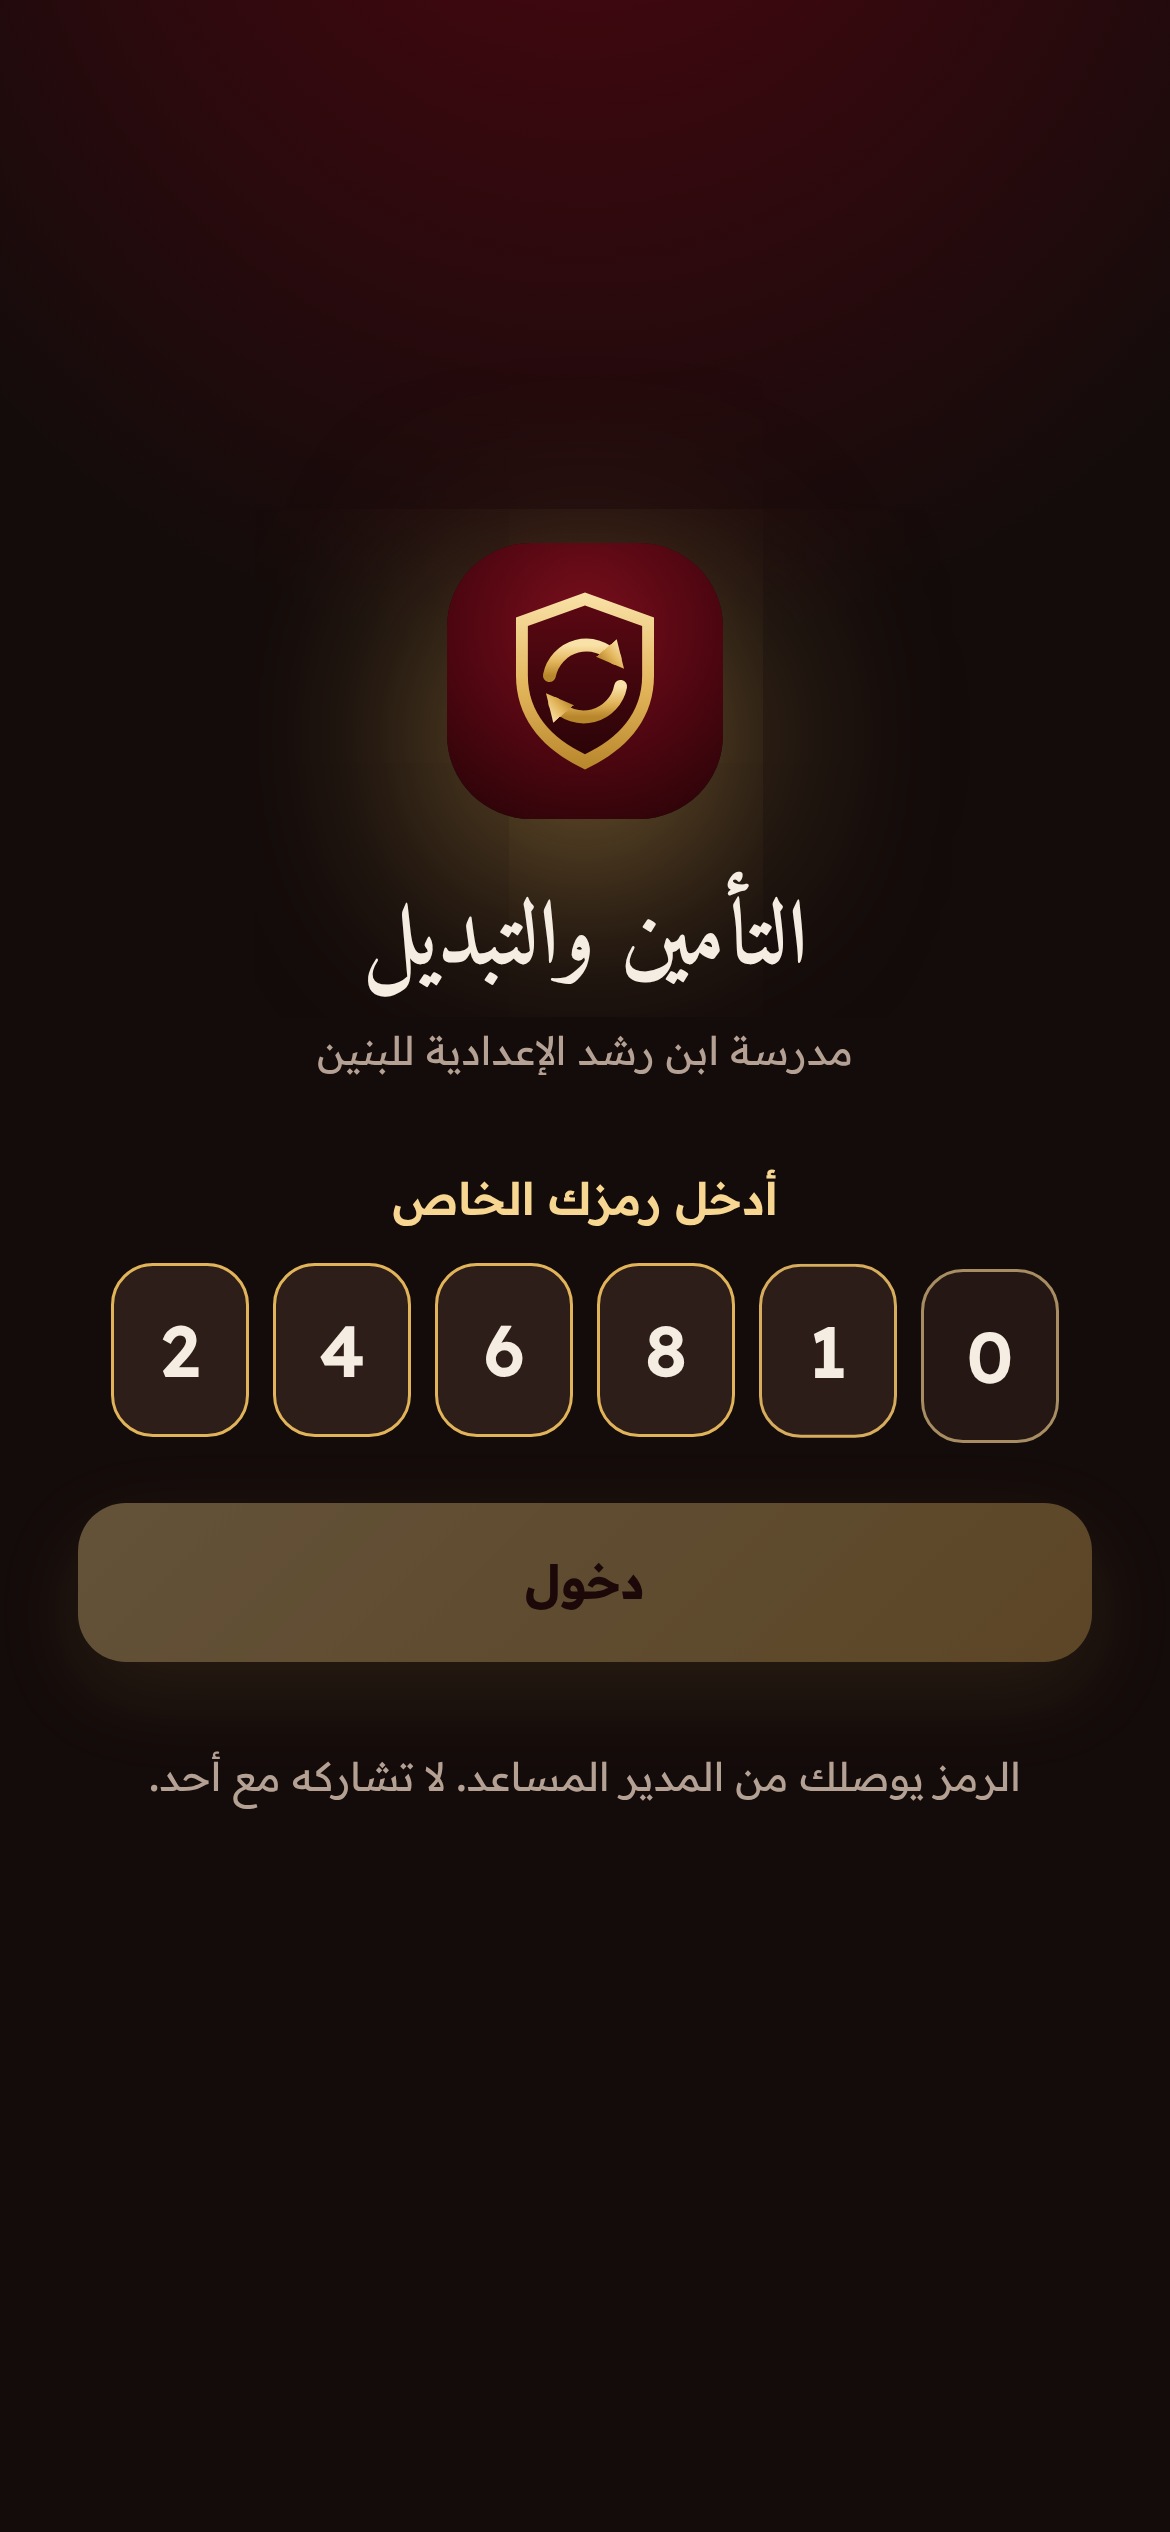 التأمين والتبديل
مدرسة ابن رشد الإعدادية للبنين
أدخل رمزك الخاص
2 4 6 8 1 0
دخول
الرمز يوصلك من المدير المساعد. لا تشاركه مع أحد.